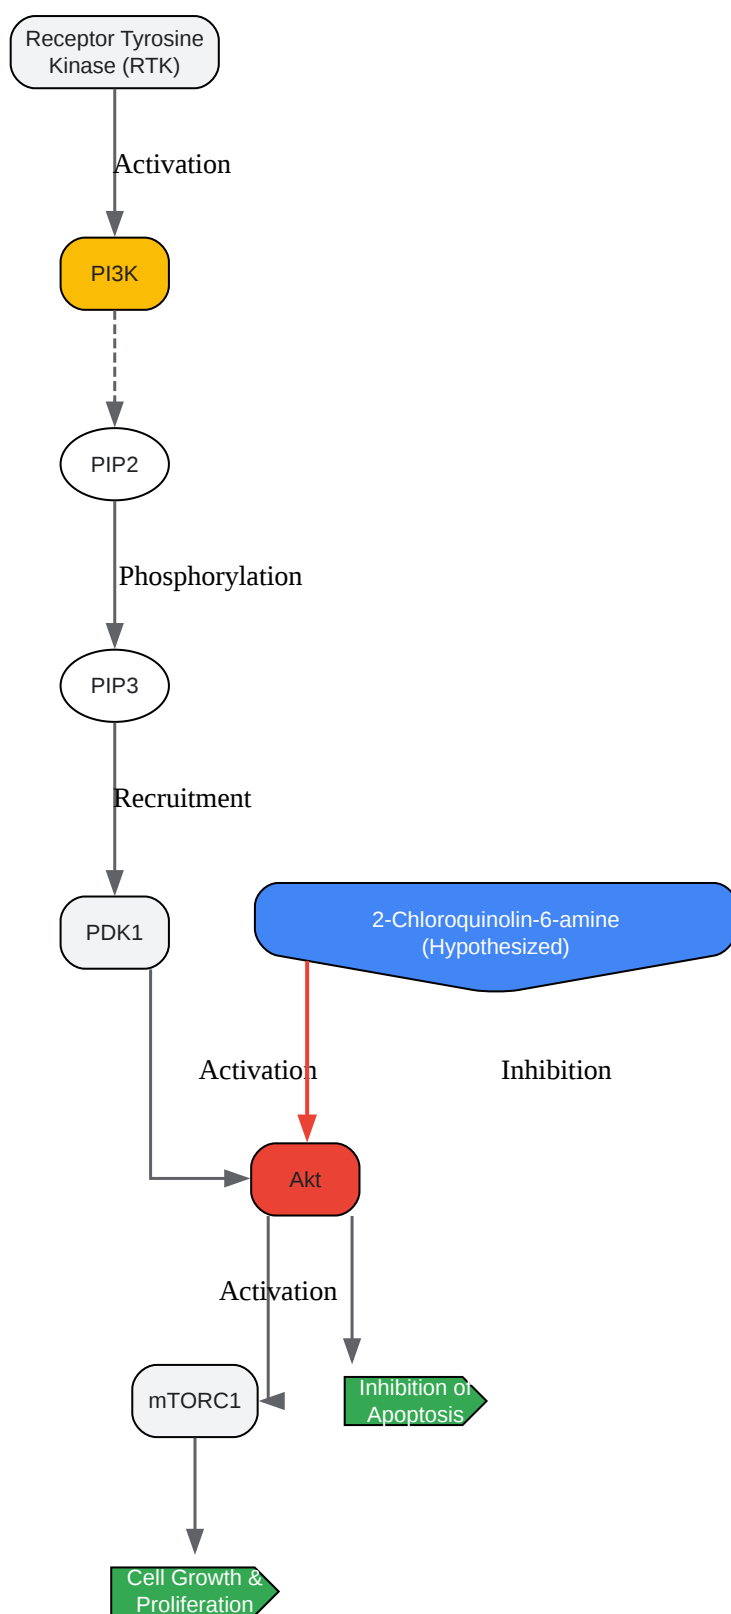 Receptor Tyrosine
Kinase (RTK)
Activation
PI3K
PIP2
Phosphorylation
PIP3
Recruitment
PDK1
2-Chloroquinolin-6-amine
(Hypothesized)
Activation
Inhibition
Akt
Activation
mTORC1
Inhibition of
Apoptosis
Cell Growth &
Proliferation